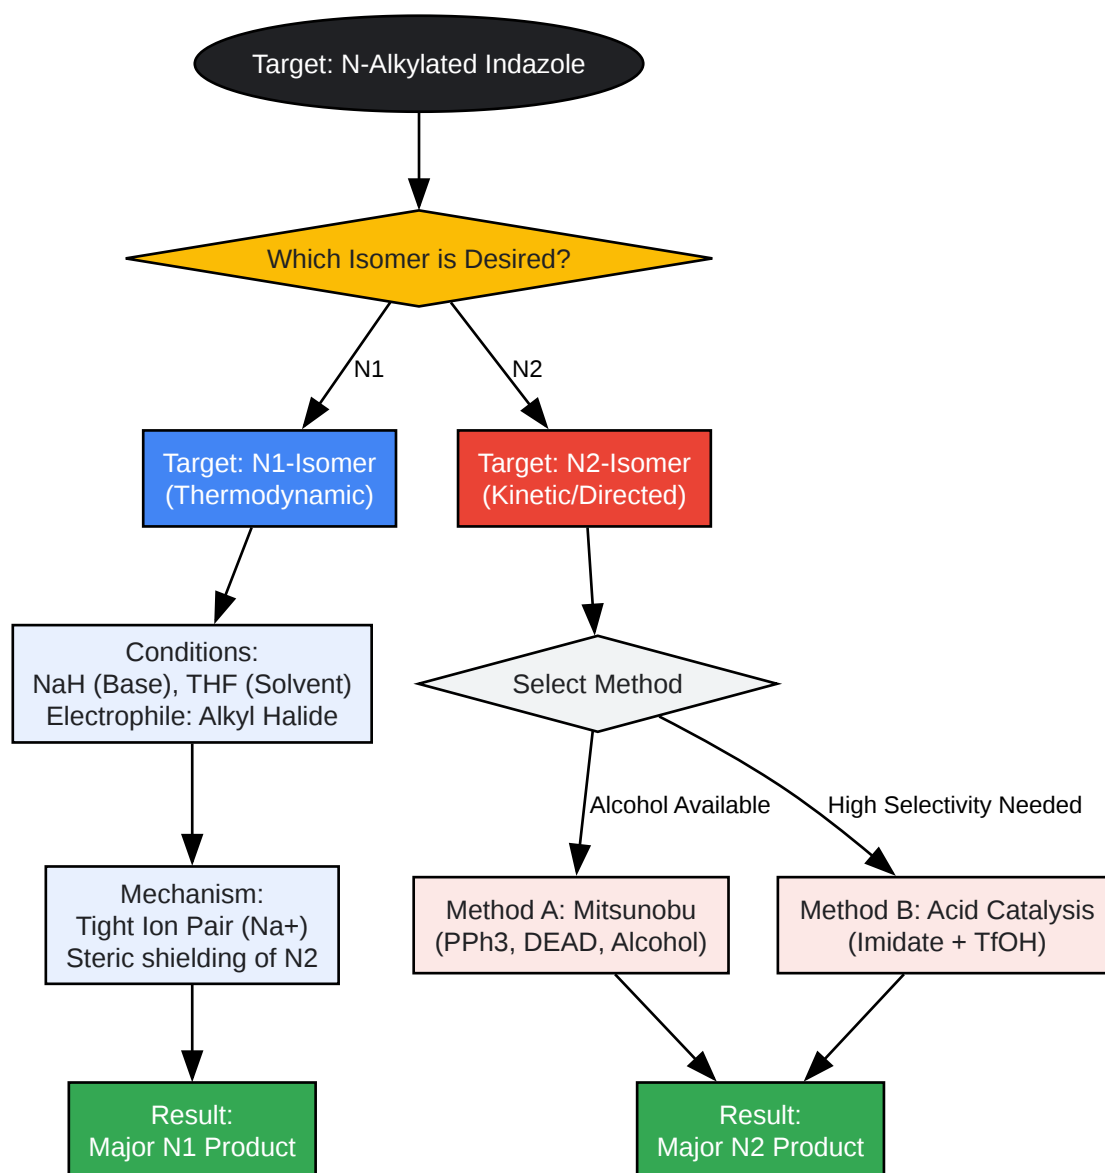 Target: N-Alkylated Indazole
Which Isomer is Desired?
N1
N2
Target: N1-Isomer
(Thermodynamic)
Target: N2-Isomer
(Kinetic/Directed)
Conditions:
NaH (Base), THF (Solvent)
Electrophile: Alkyl Halide
Select Method
Alcohol Available
High Selectivity Needed
Mechanism:
Tight Ion Pair (Na+)
Steric shielding of N2
Method A: Mitsunobu
(PPh3, DEAD, Alcohol)
Method B: Acid Catalysis
(Imidate + TfOH)
Result:
Major N1 Product
Result:
Major N2 Product